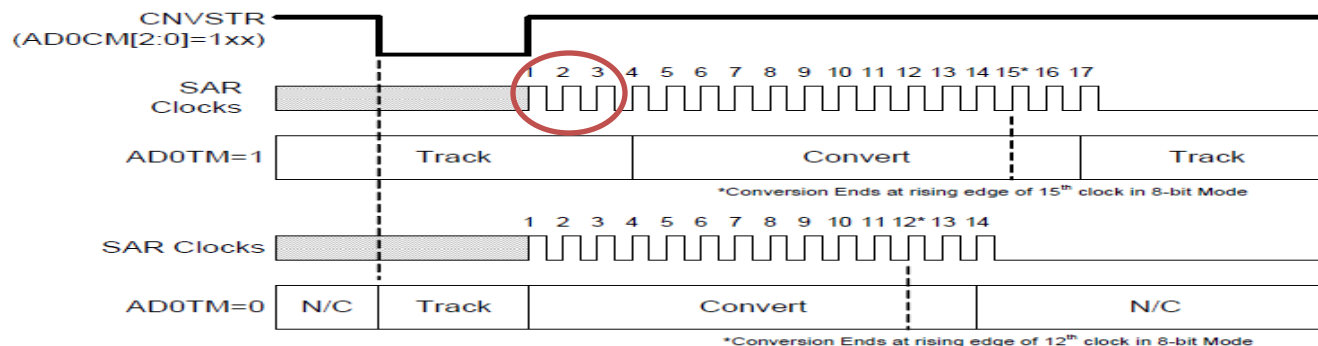 CNVSTR
(AD0CM[2:0]=1xx)
1 2 3 4 5 6 7 8 9 10 11 12 13 14 15* 16 17
SAR
Clocks
AD0TM=1 Track Convert Track
*Conversion Ends at rising edge of 15th clock in 8-bit Mode
1 2 3 4 5 6 7 8 9 10 11 12* 13 14
SAR Clocks
AD0TM=0 N/C Track Convert N/C
*Conversion Ends at rising edge of 12th clock in 8-bit Mode